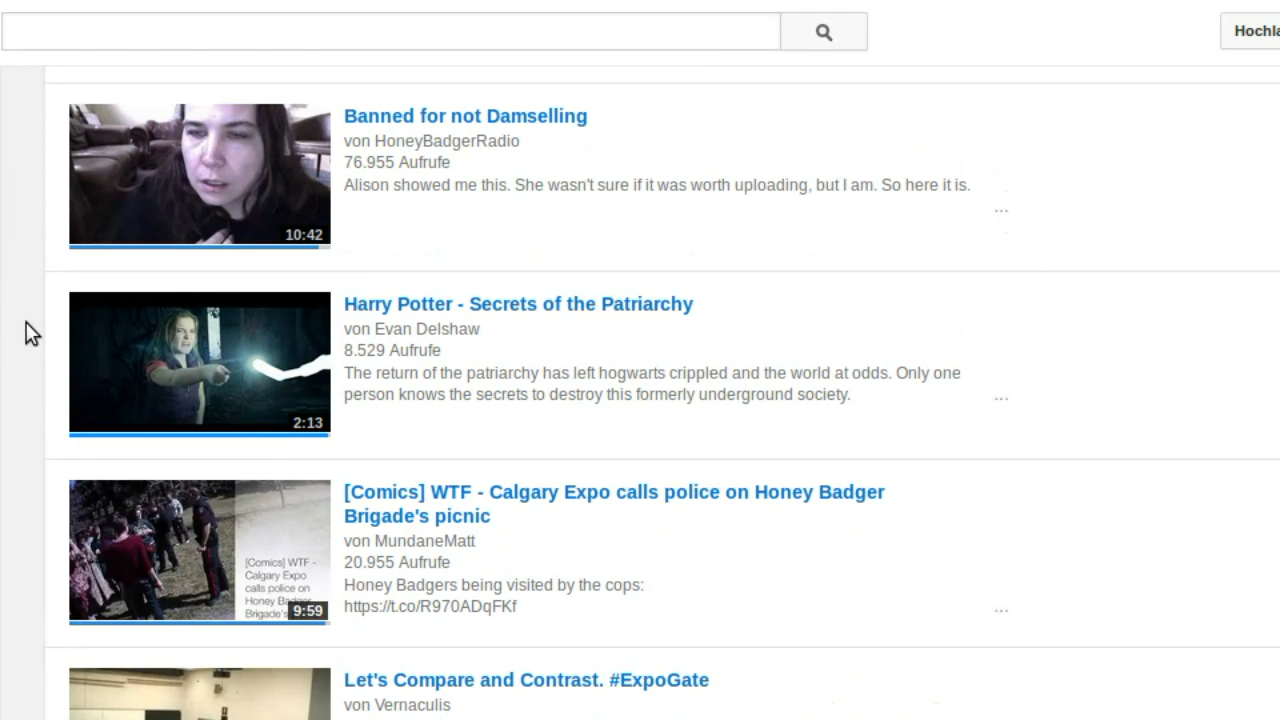 Hochla
Banned for not Damselling
von HoneyBadgerRadio
76.955 Aufrufe
Alison showed me this. She wasn't sure if it was worth uploading, but I am. So here it is.
...
10:42
Harry Potter - Secrets of the Patriarchy
von Evan Delshaw
8.529 Aufrufe
The return of the patriarchy has left hogwarts crippled and the world at odds. Only one
person knows the secrets to destroy this formerly underground society.
...
2:13
[Comics] WTF - Calgary Expo calls police on Honey Badger
Brigade's picnic
von MundaneMatt
20.955 Aufrufe
Honey Badgers being visited by the cops:
https://t.co/R970ADqFKf
...
[Comics] WTF -
Calgary Expo
calls police on
Honey Badger
Brigade's
9:59
Let's Compare and Contrast. #ExpoGate
von Vernaculis